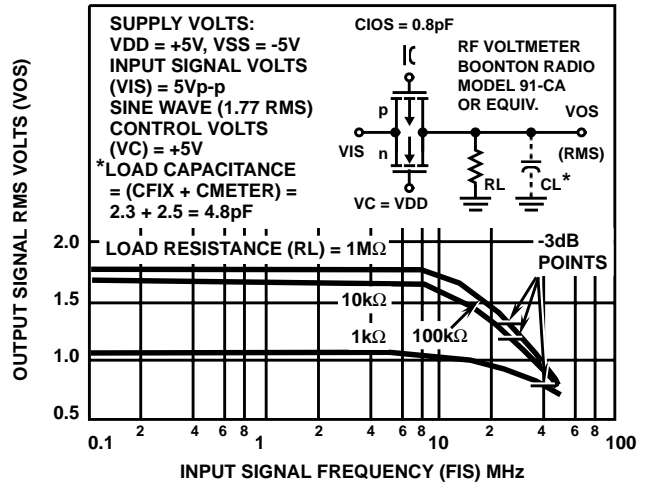 SUPPLY VOLTS:
VDD = +5V, VSS = -5V
INPUT SIGNAL VOLTS
(VIS) = 5Vp-p
SINE WAVE (1.77 RMS)
CONTROL VOLTS
(VC) = +5V
*LOAD CAPACITANCE
= (CFIX + CMETER) =
2.3 + 2.5 = 4.8pF
CIOS = 0.8pF
p
VIS
n
VC = VDD
RF VOLTMETER
BOONTON RADIO
MODEL 91-CA
OR EQUIV.
VOS
(RMS)
RL
CL*
OUTPUT SIGNAL RMS VOLTS (VOS)
2.0
1.5
1.0
0.5
LOAD RESISTANCE (RL) = 1MΩ
-3dB
POINTS
10kΩ
100kΩ
1kΩ
0.1 2 4 6 8 1 2 4 6 8 10 2 4 6 8 100
INPUT SIGNAL FREQUENCY (FIS) MHz